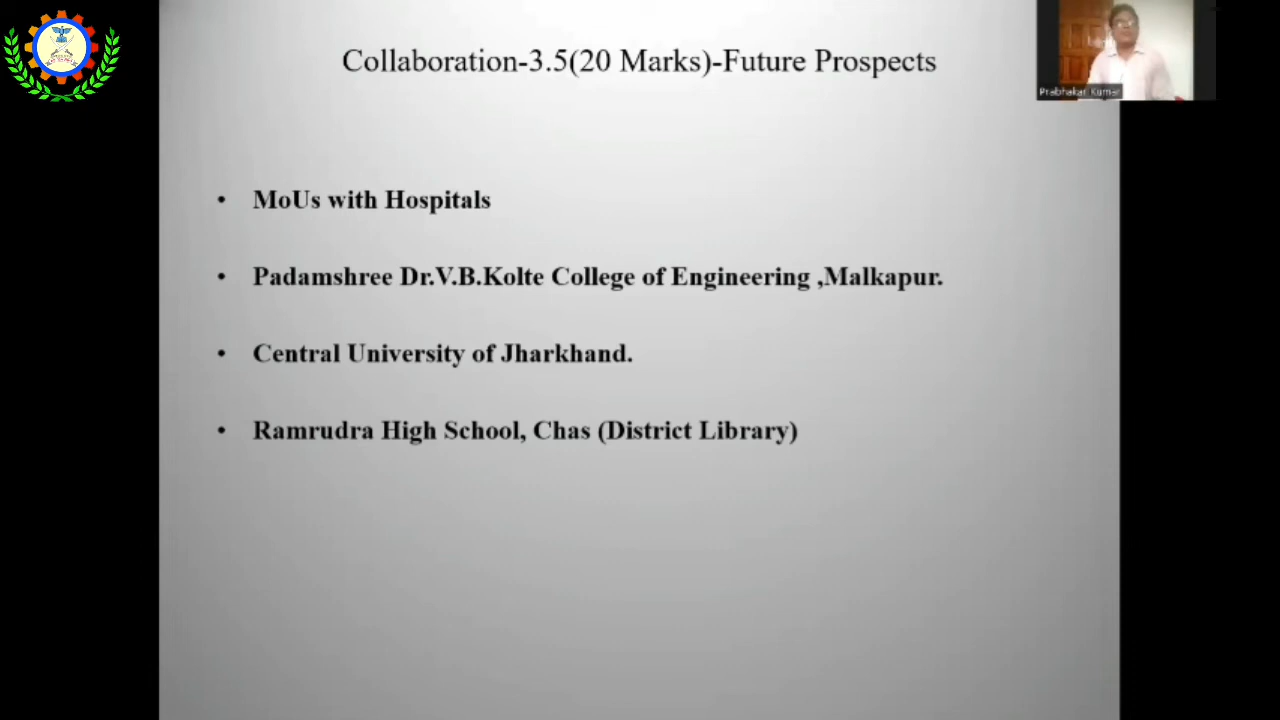 Collaboration-3.5(20 Marks)-Future Prospects
Prabhakar Kumar
• MoUs with Hospitals
• Padamshree Dr.V.B.Kolte College of Engineering ,Malkapur.
• Central University of Jharkhand.
• Ramrudra High School, Chas (District Library)